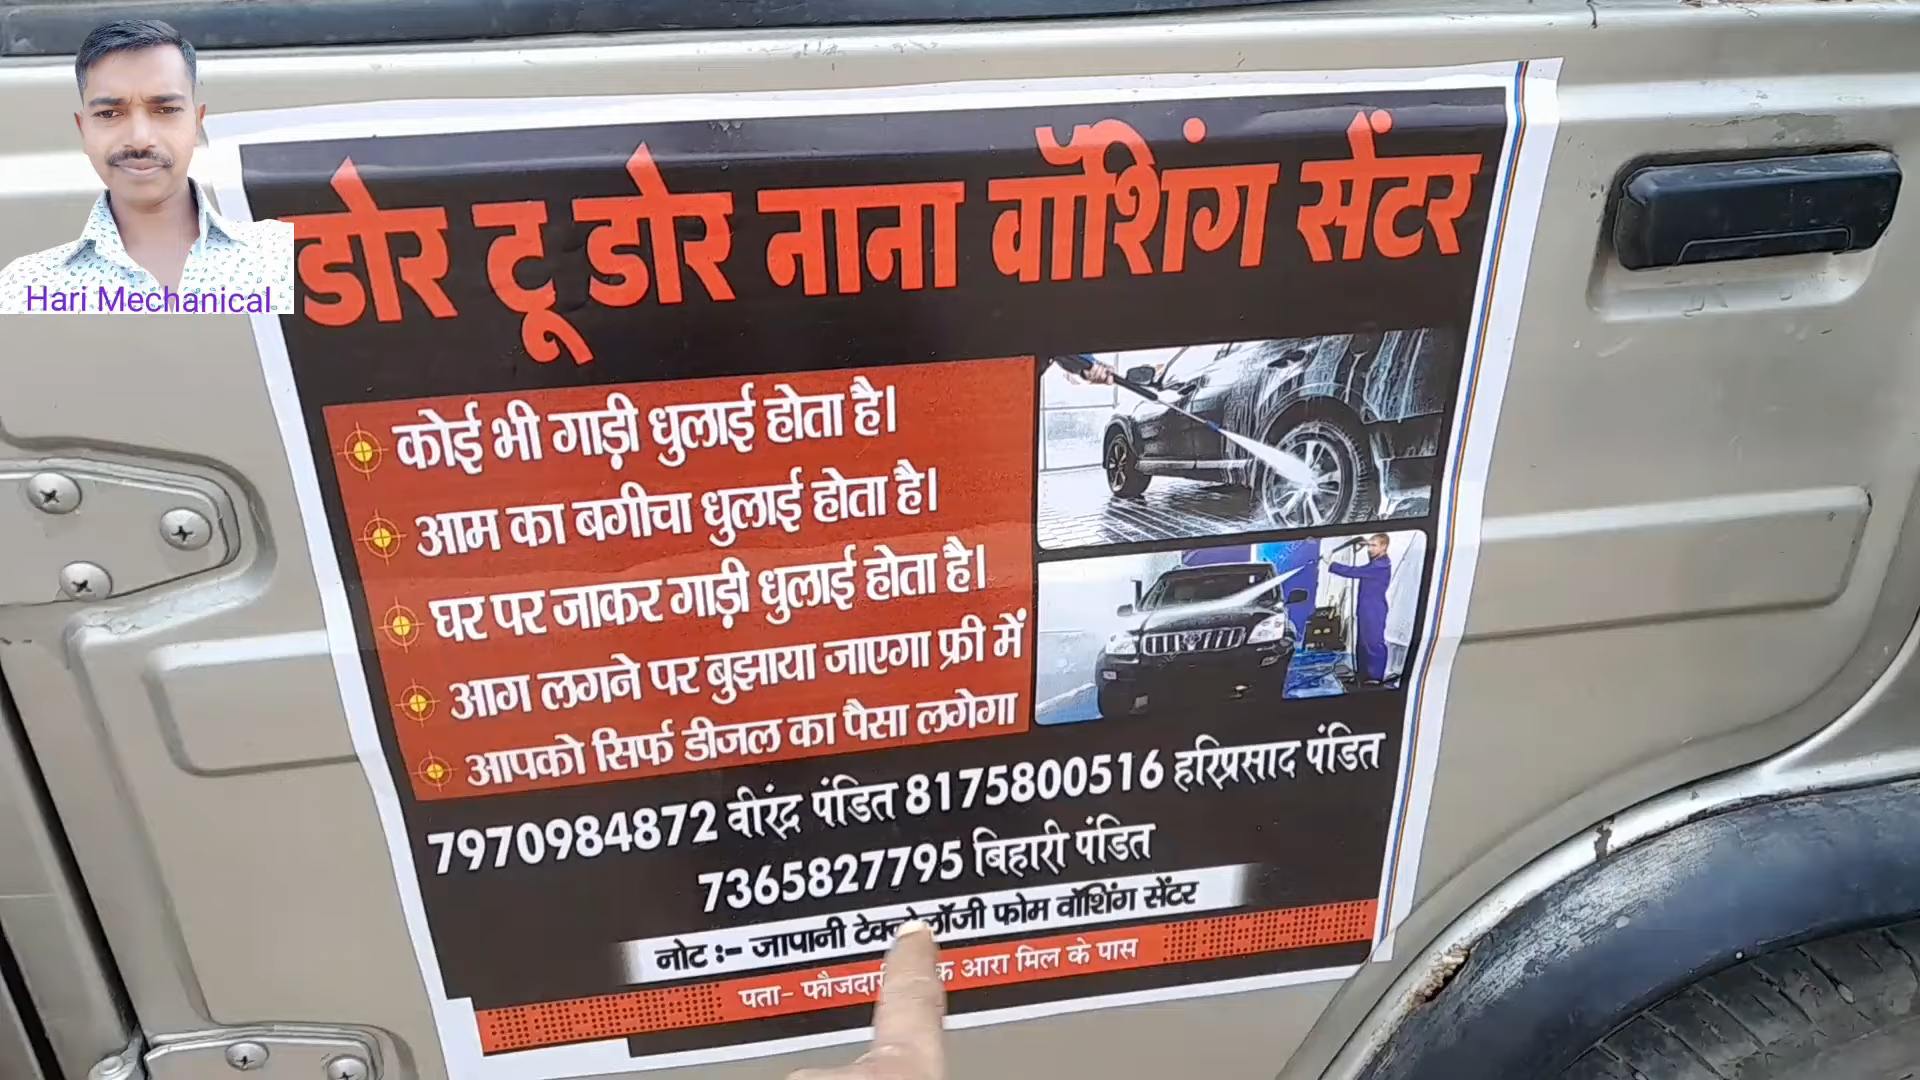 Hari Mechanical
डोर टू डोर नाना वॉशिंग सेंटर
कोई भी गाड़ी धुलाई होता है।
आम का बगीचा धुलाई होता है।
घर पर जाकर गाड़ी धुलाई होता है।
आग लगने पर बुझाया जाएगा फ्री में
आपको सिर्फ डीजल का पैसा लगेगा
7970984872 वीरंद्र पंडित 8175800516 हरिप्रसाद पंडित
7365827795 बिहारी पंडित
नोट :- जापानी फोम वॉशिंग सेंटर
पता- आरा मिल के पास